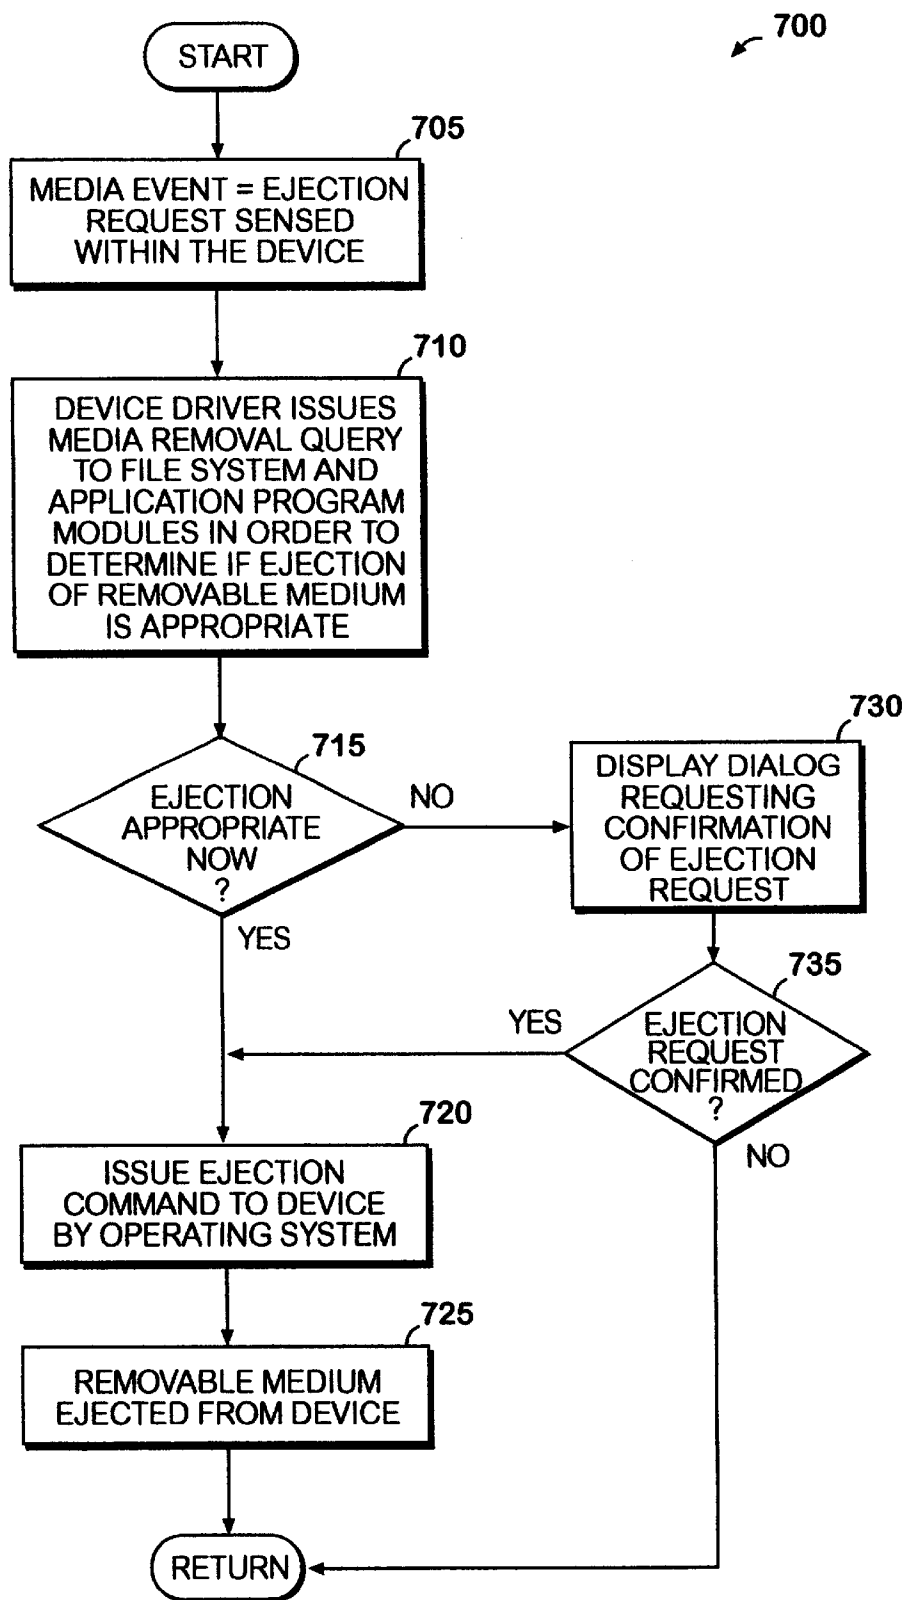 700
START
705
MEDIA EVENT = EJECTION
REQUEST SENSED
WITHIN THE DEVICE
710
DEVICE DRIVER ISSUES
MEDIA REMOVAL QUERY
TO FILE SYSTEM AND
APPLICATION PROGRAM
MODULES IN ORDER TO
DETERMINE IF EJECTION
OF REMOVABLE MEDIUM
IS APPROPRIATE
715
EJECTION
APPROPRIATE
NOW
?
NO
YES
730
DISPLAY DIALOG
REQUESTING
CONFIRMATION
OF EJECTION
REQUEST
735
EJECTION
REQUEST
CONFIRMED
?
YES
NO
720
ISSUE EJECTION
COMMAND TO DEVICE
BY OPERATING SYSTEM
725
REMOVABLE MEDIUM
EJECTED FROM DEVICE
RETURN